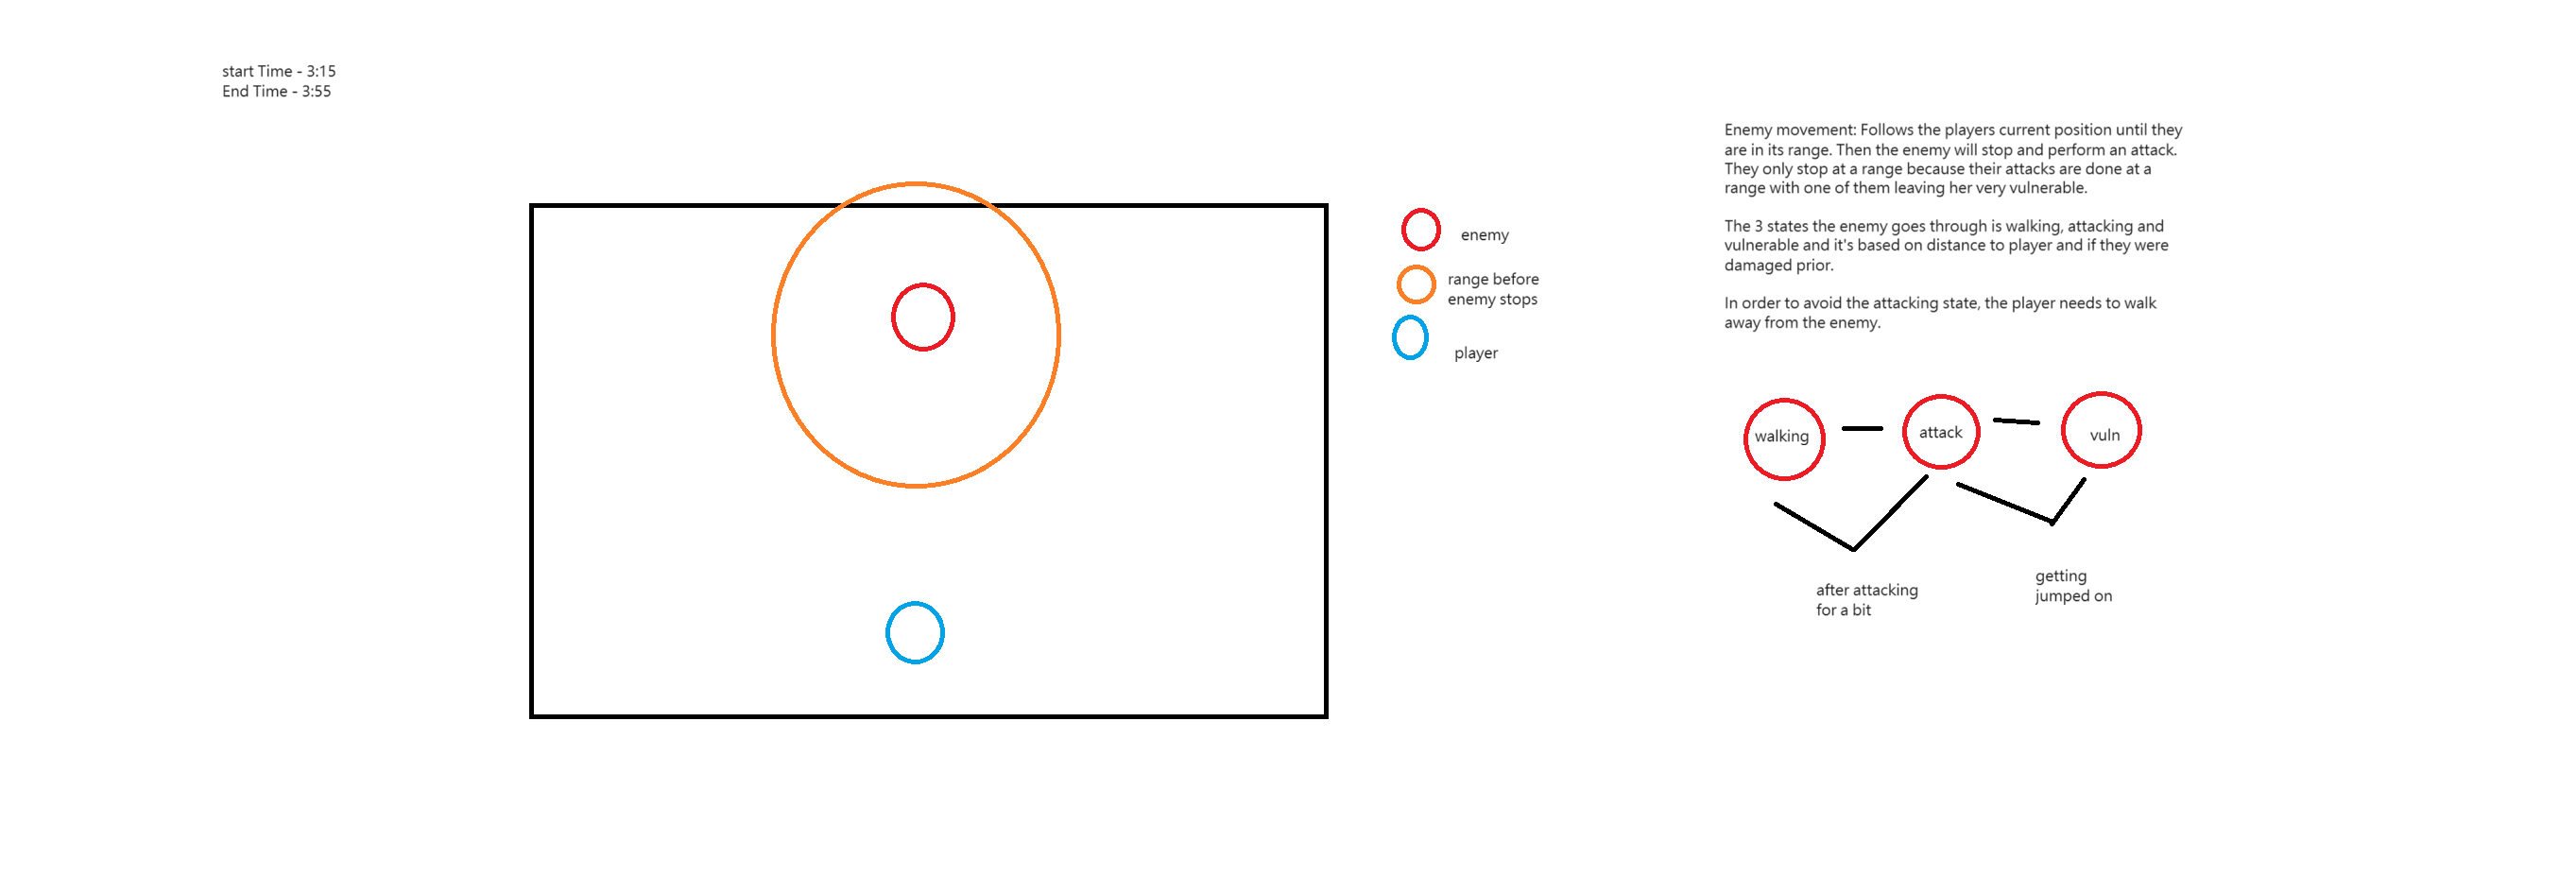 start Time - 3:15
End Time - 3:55
enemy
range before
enemy stops
player
Enemy movement: Follows the players current position until they
are in its range. Then the enemy will stop and perform an attack.
They only stop at a range because their attacks are done at a
range with one of them leaving her very vulnerable.
The 3 states the enemy goes through is walking, attacking and
vulnerable and it's based on distance to player and if they were
damaged prior.
In order to avoid the attacking state, the player needs to walk
away from the enemy.
walking
attack
vuln
after attacking
for a bit
getting
jumped on